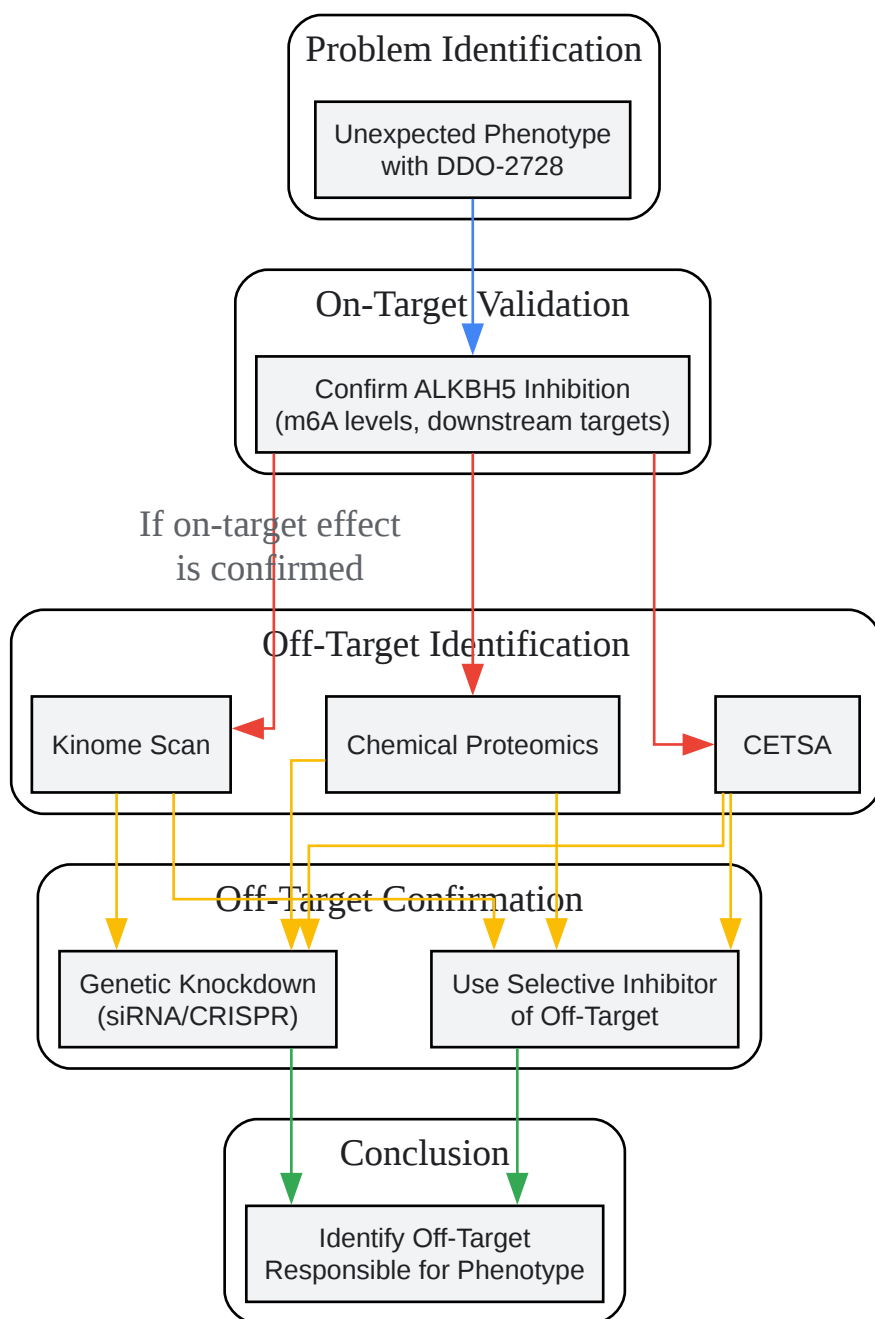 Problem Identification
Unexpected Phenotype
with DDO-2728
On-Target Validation
Confirm ALKBH5 Inhibition
(m6A levels, downstream targets)
If on-target effect
is confirmed
Off-Target Identification
Kinome Scan
Chemical Proteomics
CETSA
Off-Target Confirmation
Genetic Knockdown
(siRNA/CRISPR)
Use Selective Inhibitor
of Off-Target
Conclusion
Identify Off-Target
Responsible for Phenotype